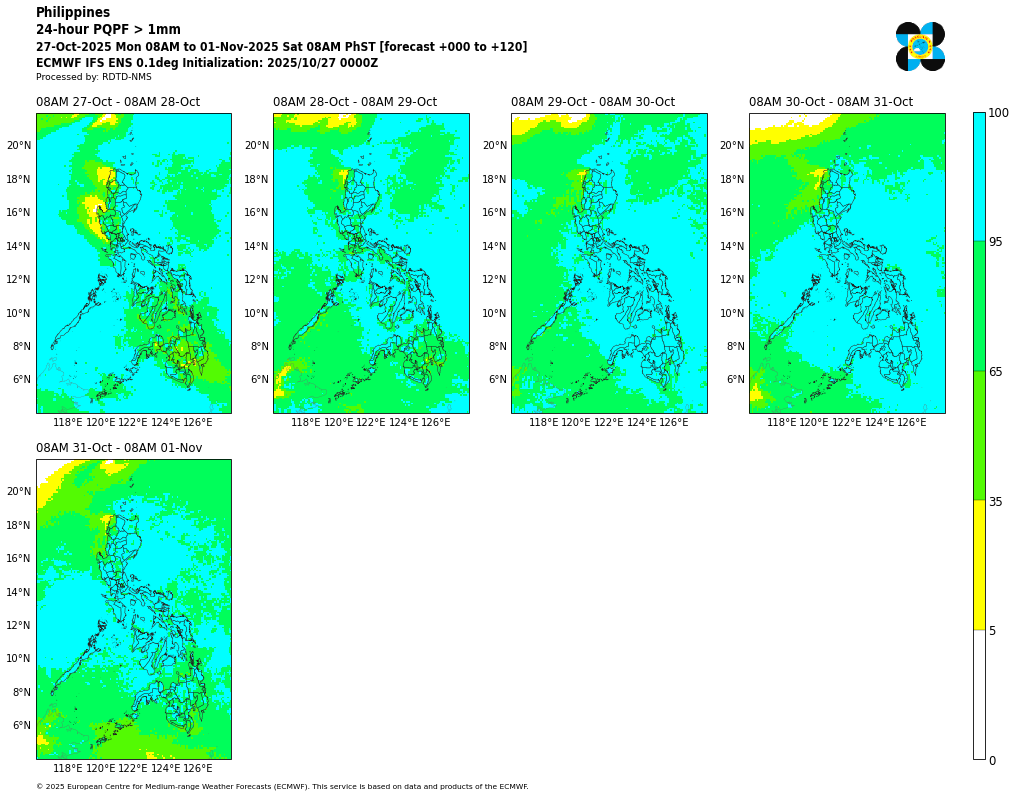 Philippines
24-hour PQPF > 1mm
27-Oct-2025 Mon 08AM to 01-Nov-2025 Sat 08AM PhST [forecast +000 to +120]
ECMWF IFS ENS 0.1deg Initialization: 2025/10/27 0000Z
Processed by: RDTD-NMS
08AM 27-Oct - 08AM 28-Oct
08AM 28-Oct - 08AM 29-Oct
08AM 29-Oct - 08AM 30-Oct
08AM 30-Oct - 08AM 31-Oct
20°N 18°N 16°N 14°N 12°N 10°N 8°N 6°N
118°E 120°E 122°E 124°E 126°E
20°N 18°N 16°N 14°N 12°N 10°N 8°N 6°N
118°E 120°E 122°E 124°E 126°E
20°N 18°N 16°N 14°N 12°N 10°N 8°N 6°N
118°E 120°E 122°E 124°E 126°E
20°N 18°N 16°N 14°N 12°N 10°N 8°N 6°N
118°E 120°E 122°E 124°E 126°E
100
95
65
35
5
0
08AM 31-Oct - 08AM 01-Nov
20°N 18°N 16°N 14°N 12°N 10°N 8°N 6°N
118°E 120°E 122°E 124°E 126°E
© 2025 European Centre for Medium-range Weather Forecasts (ECMWF). This service is based on data and products of the ECMWF.